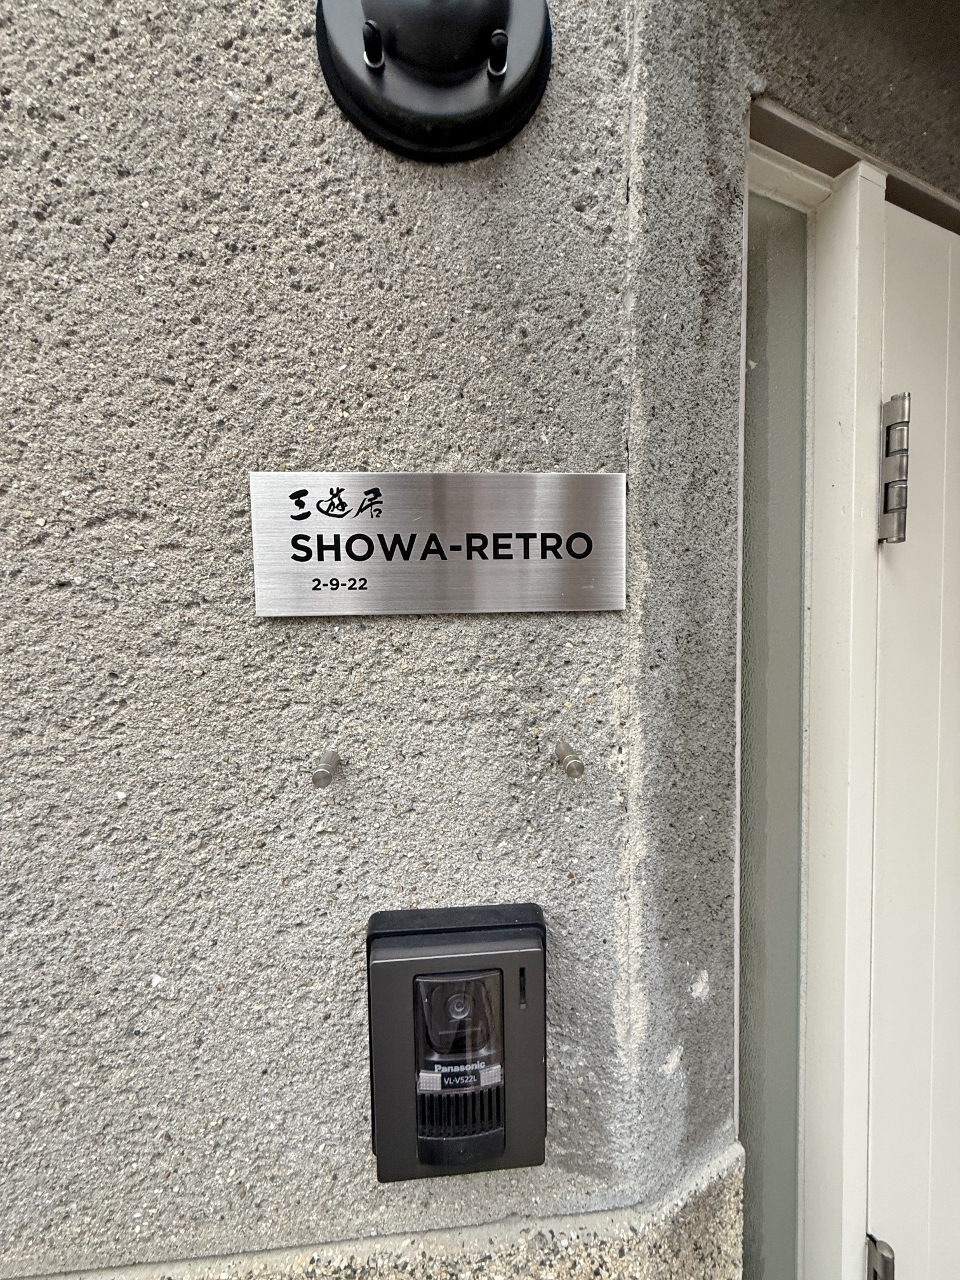 三遊居
SHOWA-RETRO
2-9-22
Panasonic
VL-V522L